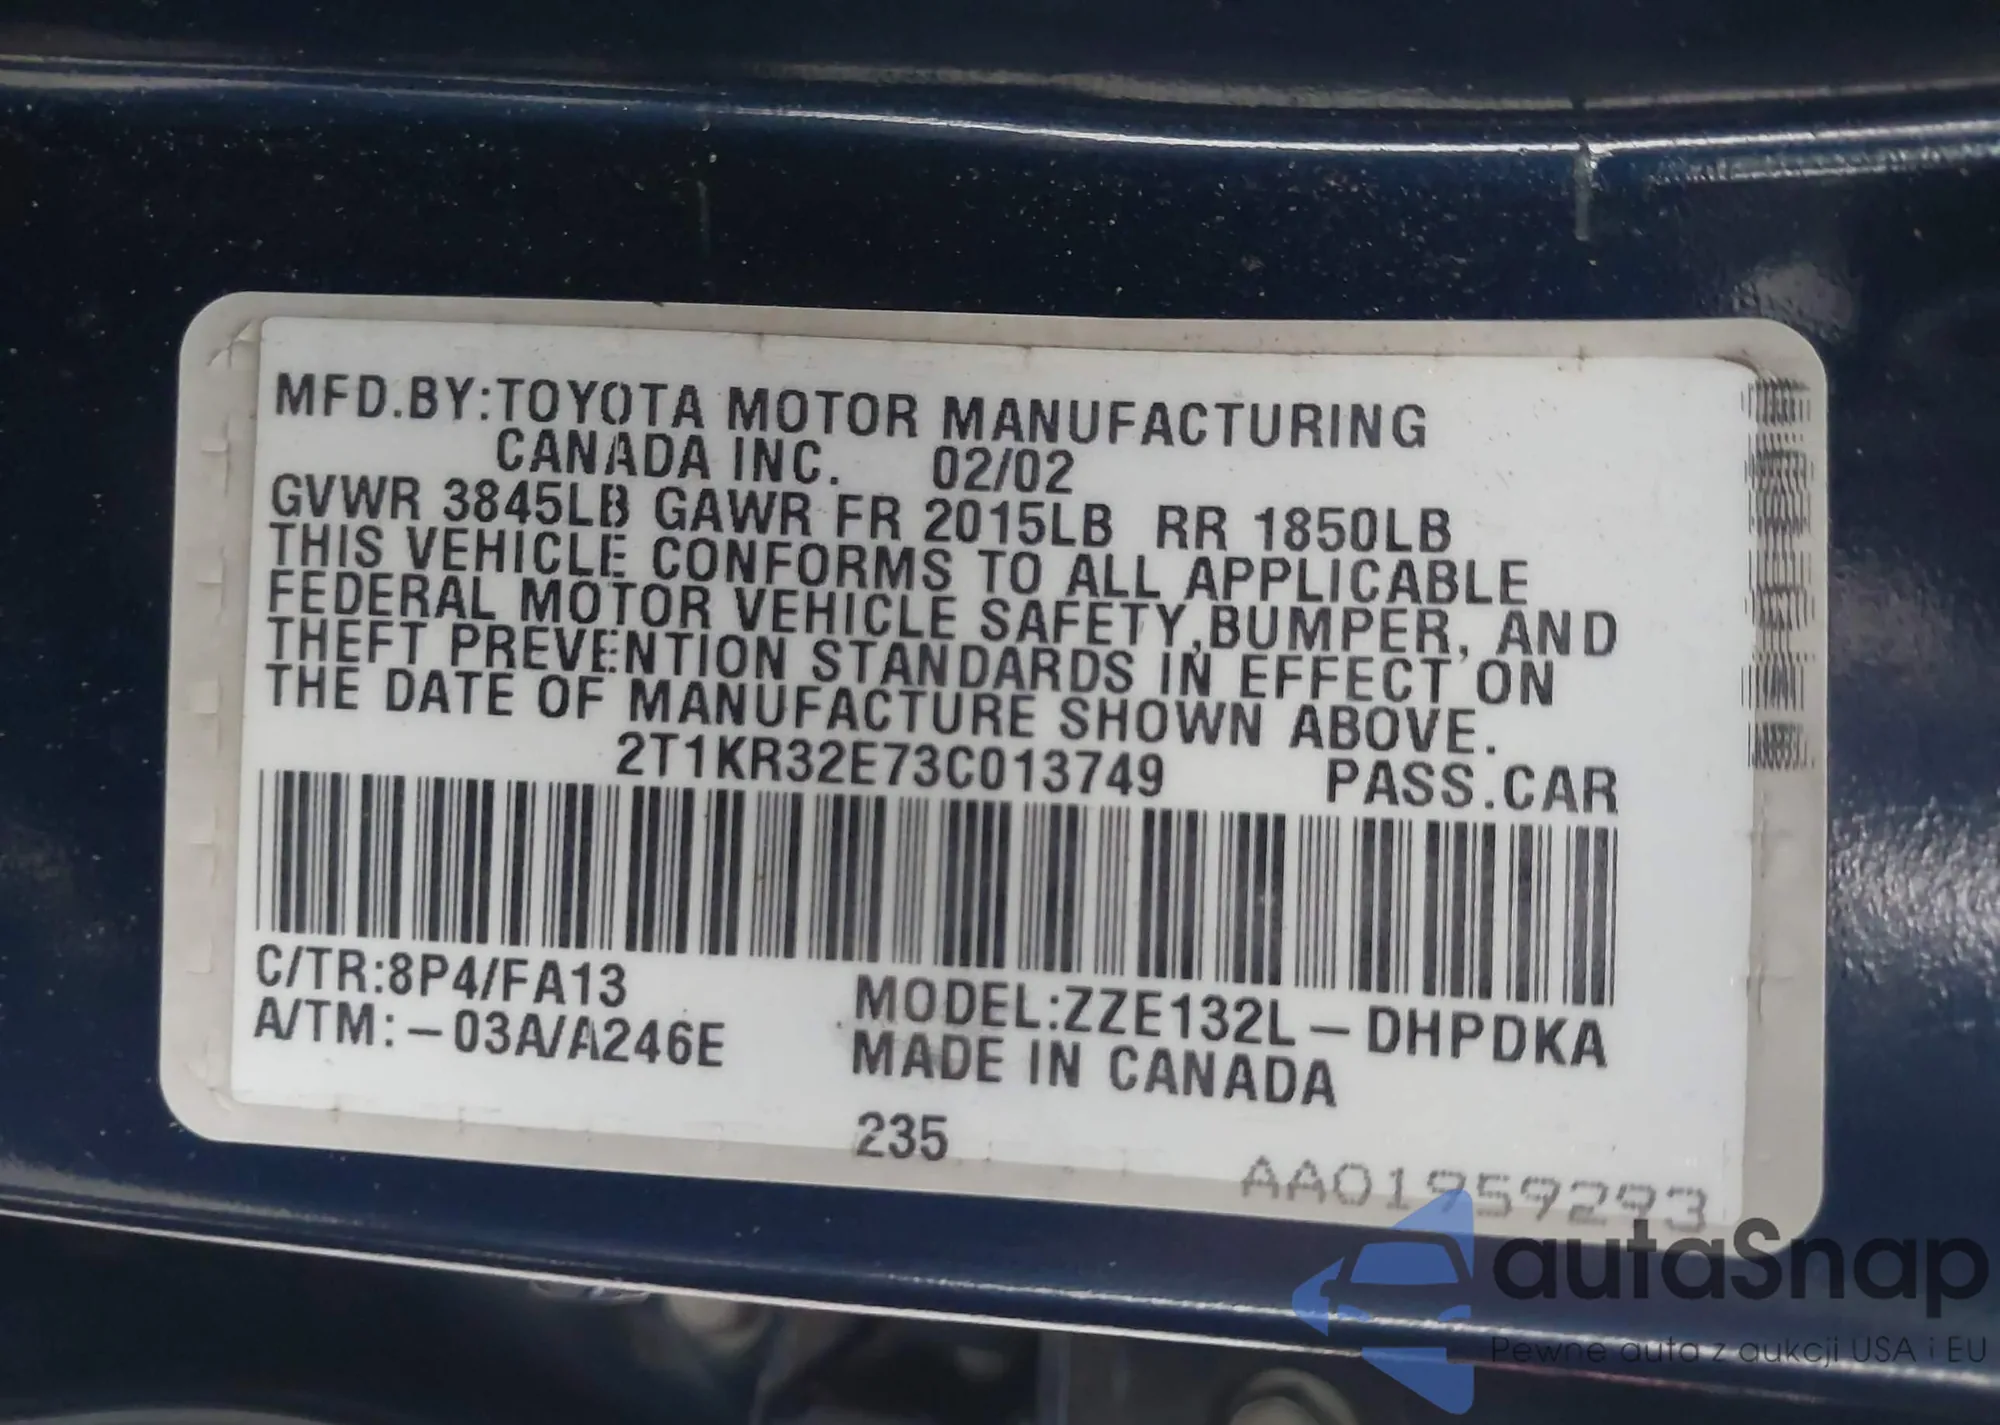 MFD.BY:TOYOTA MOTOR MANUFACTURING
CANADA INC. 02/02
GVWR 3845LB GAWR FR 2015LB RR 1850LB
THIS VEHICLE CONFORMS TO ALL APPLICABLE
FEDERAL MOTOR VEHICLE SAFETY,BUMPER, AND
THEFT PREVENTION STANDARDS IN EFFECT ON
THE DATE OF MANUFACTURE SHOWN ABOVE.
2T1KR32E73C013749 PASS.CAR
C/TR:8P4/FA13
A/TM:-03A/A246E
MODEL:ZZE132L-DHPDKA
MADE IN CANADA
235
AA01959293
autaSnap
Pewne auta z aukcji USA i EU